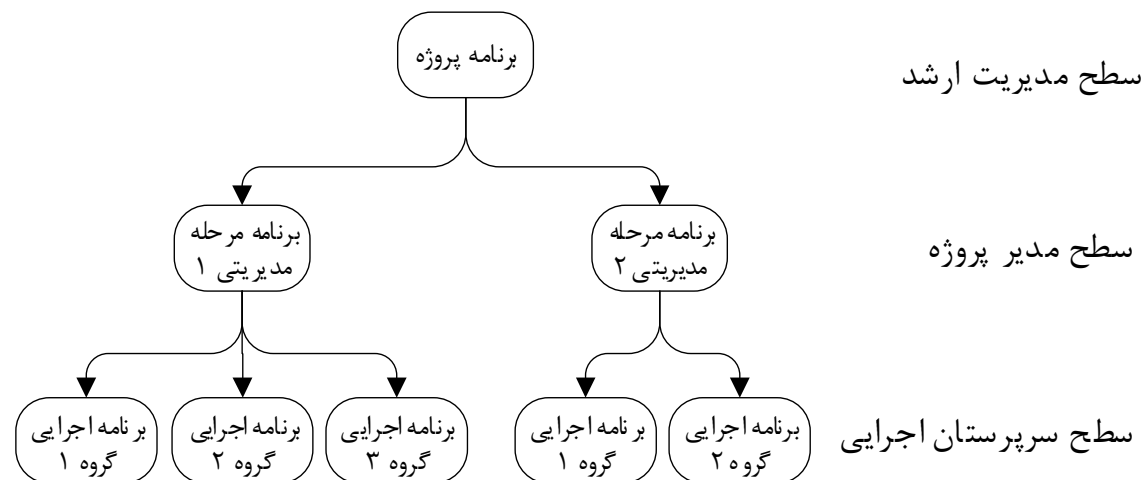 برنامه پروژه
سطح مدیریت ارشد
برنامه مرحله
مدیریتی ۲
برنامه مرحله
مدیریتی ۱
سطح مدیر پروژه
برنامه اجرایی
گروه ۲
برنامه اجرایی
گروه ۱
برنامه اجرایی
گروه ۳
برنامه اجرایی
گروه ۲
برنامه اجرایی
گروه ۱
سطح سرپرستان اجرایی